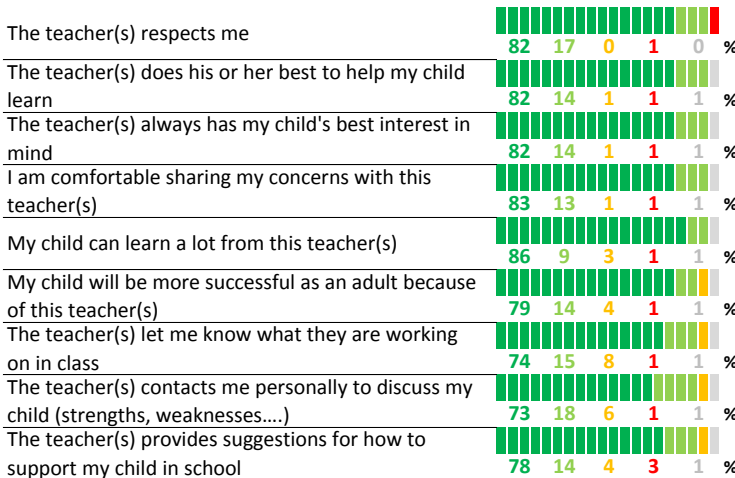 The teacher(s) respects me
82 17 0 1 0 %
The teacher(s) does his or her best to help my child
learn
82 14 1 1 1 %
The teacher(s) always has my child's best interest in
mind
82 14 1 1 1 %
I am comfortable sharing my concerns with this
teacher(s)
83 13 1 1 1 %
My child can learn a lot from this teacher(s)
86 9 3 1 1 %
My child will be more successful as an adult because
of this teacher(s)
79 14 4 1 1 %
The teacher(s) let me know what they are working
on in class
74 15 8 1 1 %
The teacher(s) contacts me personally to discuss my
child (strengths, weaknesses....)
73 18 6 1 1 %
The teacher(s) provides suggestions for how to
support my child in school
78 14 4 3 1 %